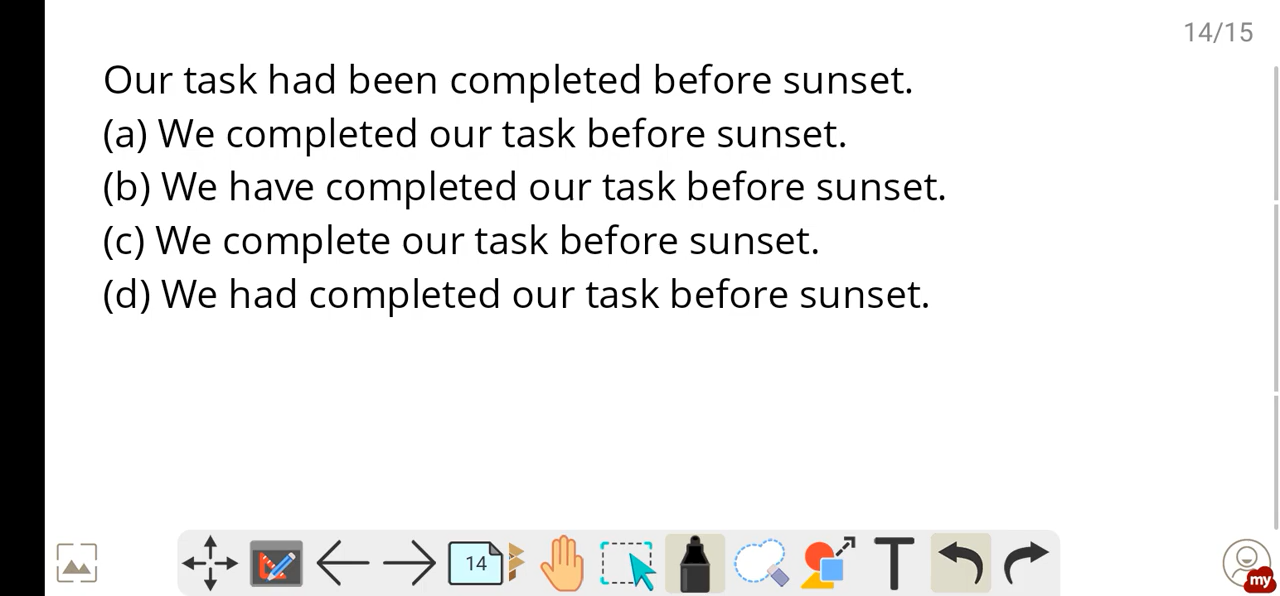 14/15
Our task had been completed before sunset.
(a) We completed our task before sunset.
(b) We have completed our task before sunset.
(c) We complete our task before sunset.
(d) We had completed our task before sunset.
14
T
my